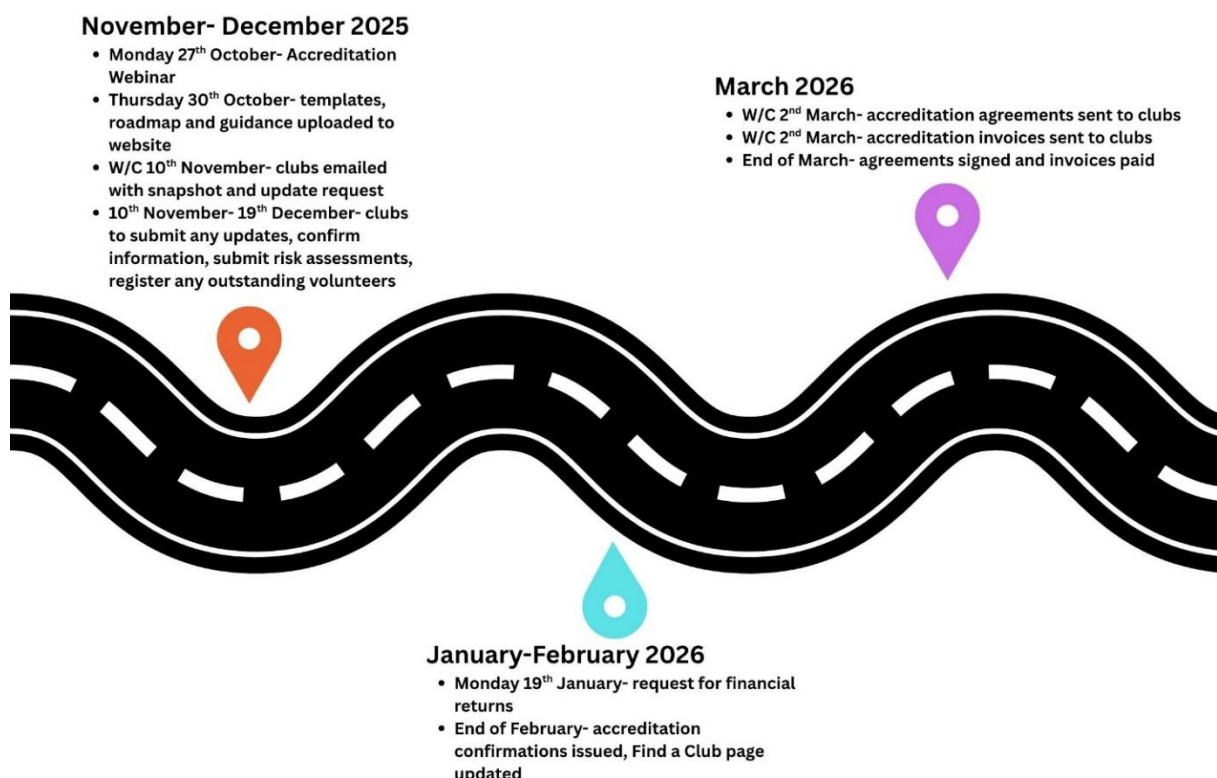 November- December 2025
• Monday 27th October- Accreditation
Webinar
• Thursday 30th October- templates,
roadmap and guidance uploaded to
website
• W/C 10th November- clubs emailed
with snapshot and update request
• 10th November- 19th December- clubs
to submit any updates, confirm
information, submit risk assessments,
register any outstanding volunteers
March 2026
• W/C 2nd March- accreditation agreements sent to clubs
• W/C 2nd March- accreditation invoices sent to clubs
• End of March- agreements signed and invoices paid
January-February 2026
• Monday 19th January- request for financial
returns
• End of February- accreditation
confirmations issued, Find a Club page
updated